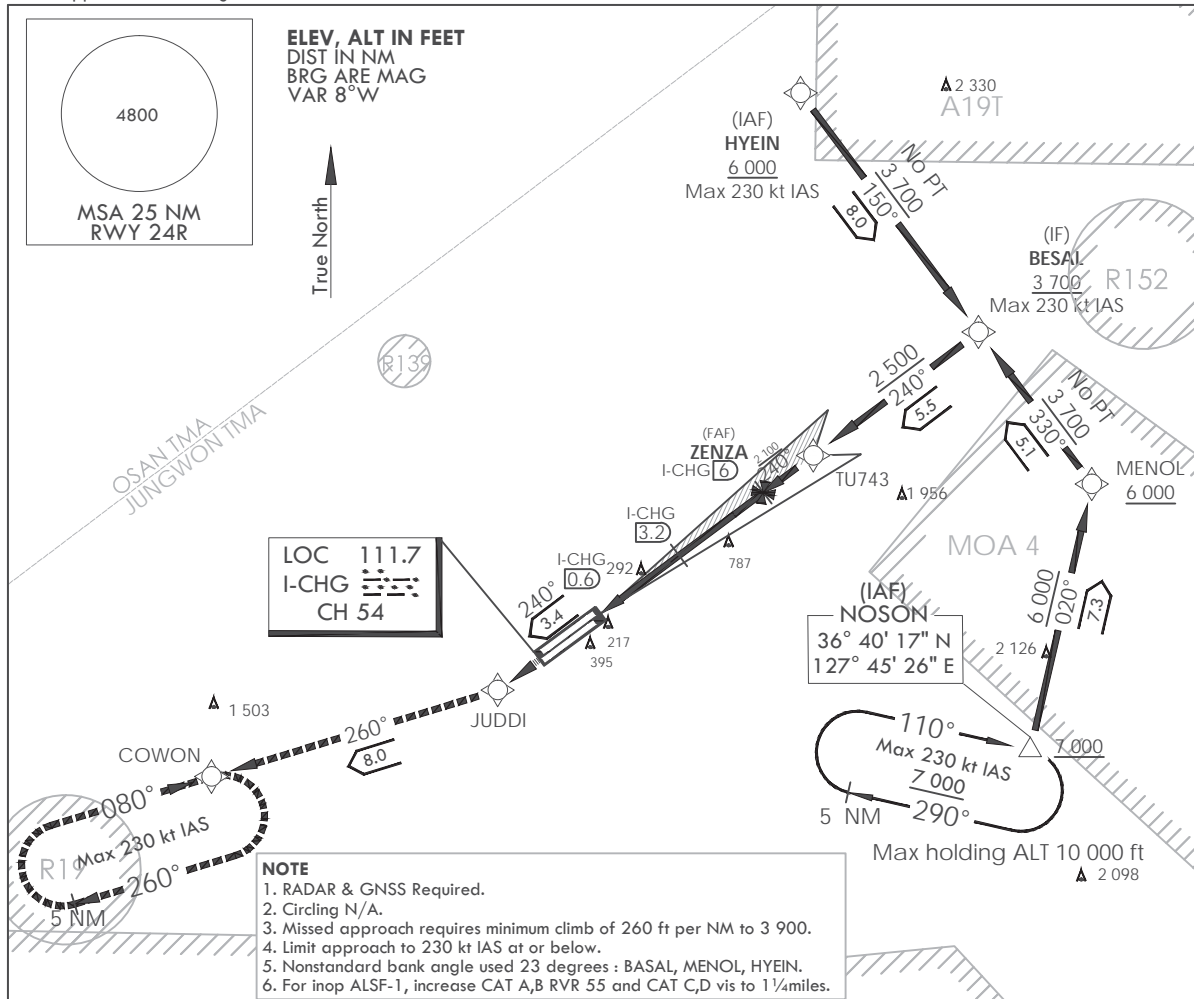 ELEV, ALT IN FEET
DIST IN NM
BRG ARE MAG
VAR 8°W
4800
MSA 25 NM
RWY 24R
True North
2 330
A19T
(IAF)
HYEIN
6 000
Max 230 kt IAS
No PT
3 700
150°
8.0
(IF)
BESAL
3 700
Max 230 kt IAS
R152
R139
OSAN TMA
JUNGWON TMA
2 500
240°
5.5
No PT
3 700
330°
5.1
(FAF)
ZENZA
I-CHG 6
2 100
240°
TU743
MENOL
6 000
1 956
I-CHG
3.2
787
MOA 4
I-CHG
0.6
292
LOC 111.7
I-CHG
CH 54
240°
3.4
217
395
(IAF)
NOSON
36° 40' 17" N
127° 45' 26" E
6 000
020°
7.3
2 126
JUDDI
1 503
260°
8.0
COWON
110°
Max 230 kt IAS
7 000
290°
5 NM
7 000
Max holding ALT 10 000 ft
2 098
080°
Max 230 kt IAS
260°
R19
5 NM
NOTE
1. RADAR & GNSS Required.
2. Circling N/A.
3. Missed approach requires minimum climb of 260 ft per NM to 3 900.
4. Limit approach to 230 kt IAS at or below.
5. Nonstandard bank angle used 23 degrees : BASAL, MENOL, HYEIN.
6. For inop ALSF-1, increase CAT A,B RVR 55 and CAT C,D vis to 1¼miles.